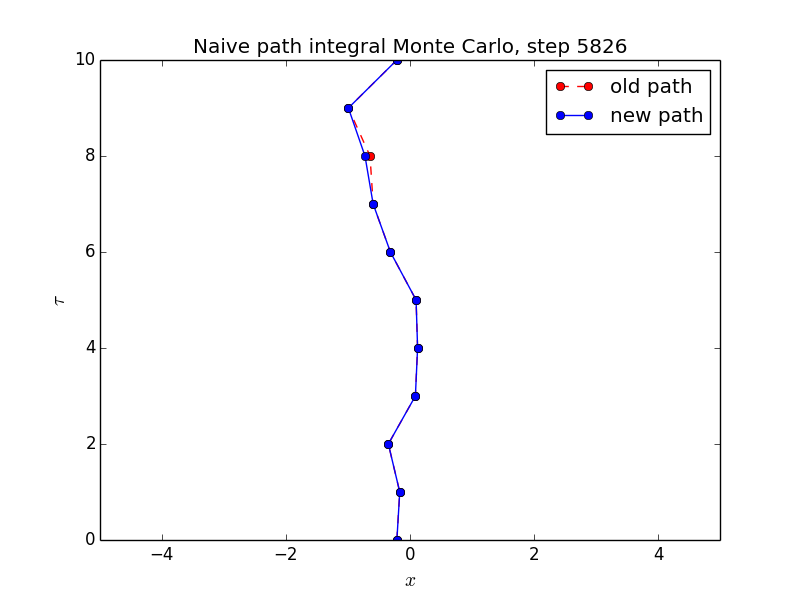 Naive path integral Monte Carlo, step 5826
old path
new path
10
8
6
4
2
0
τ
−4
−2
0
2
4
x